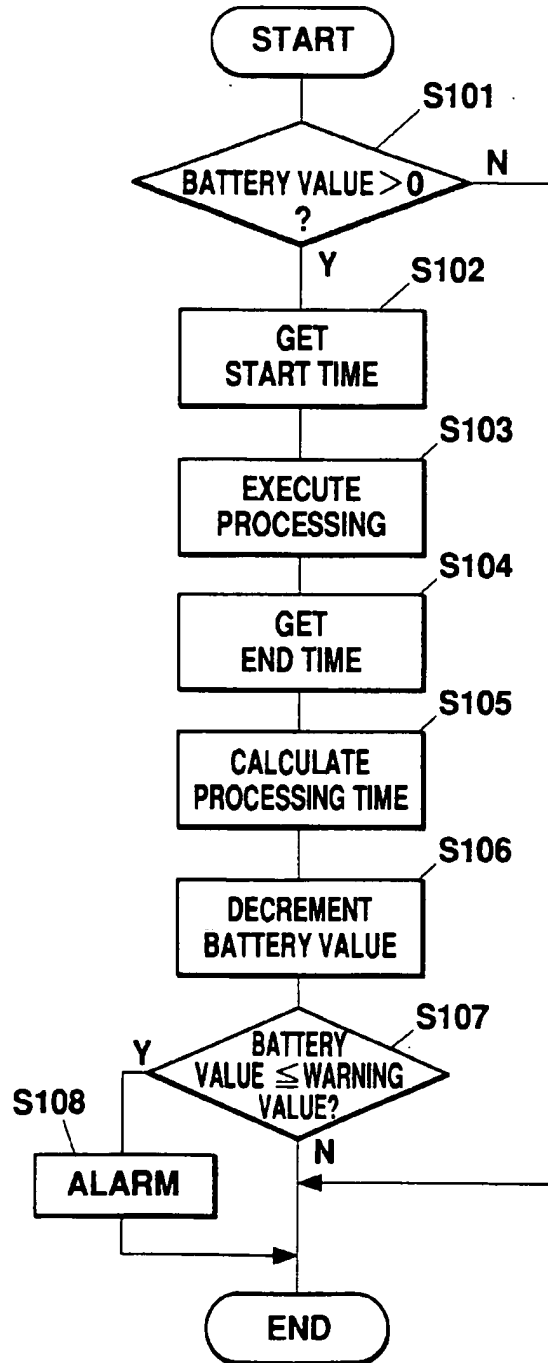 START
S101
BATTERY VALUE > 0
?
N
Y
S102
GET
START TIME
S103
EXECUTE
PROCESSING
S104
GET
END TIME
S105
CALCULATE
PROCESSING TIME
S106
DECREMENT
BATTERY VALUE
S107
BATTERY
VALUE ≦ WARNING
VALUE?
Y
N
S108
ALARM
END